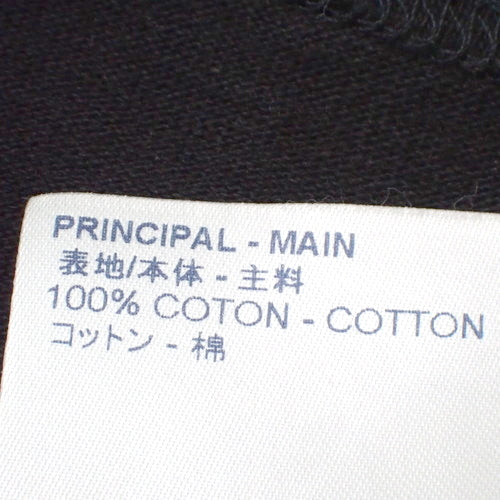 PRINCIPAL - MAIN
表地/本体 - 主料
100% COTON - COTTON
コットン - 棉